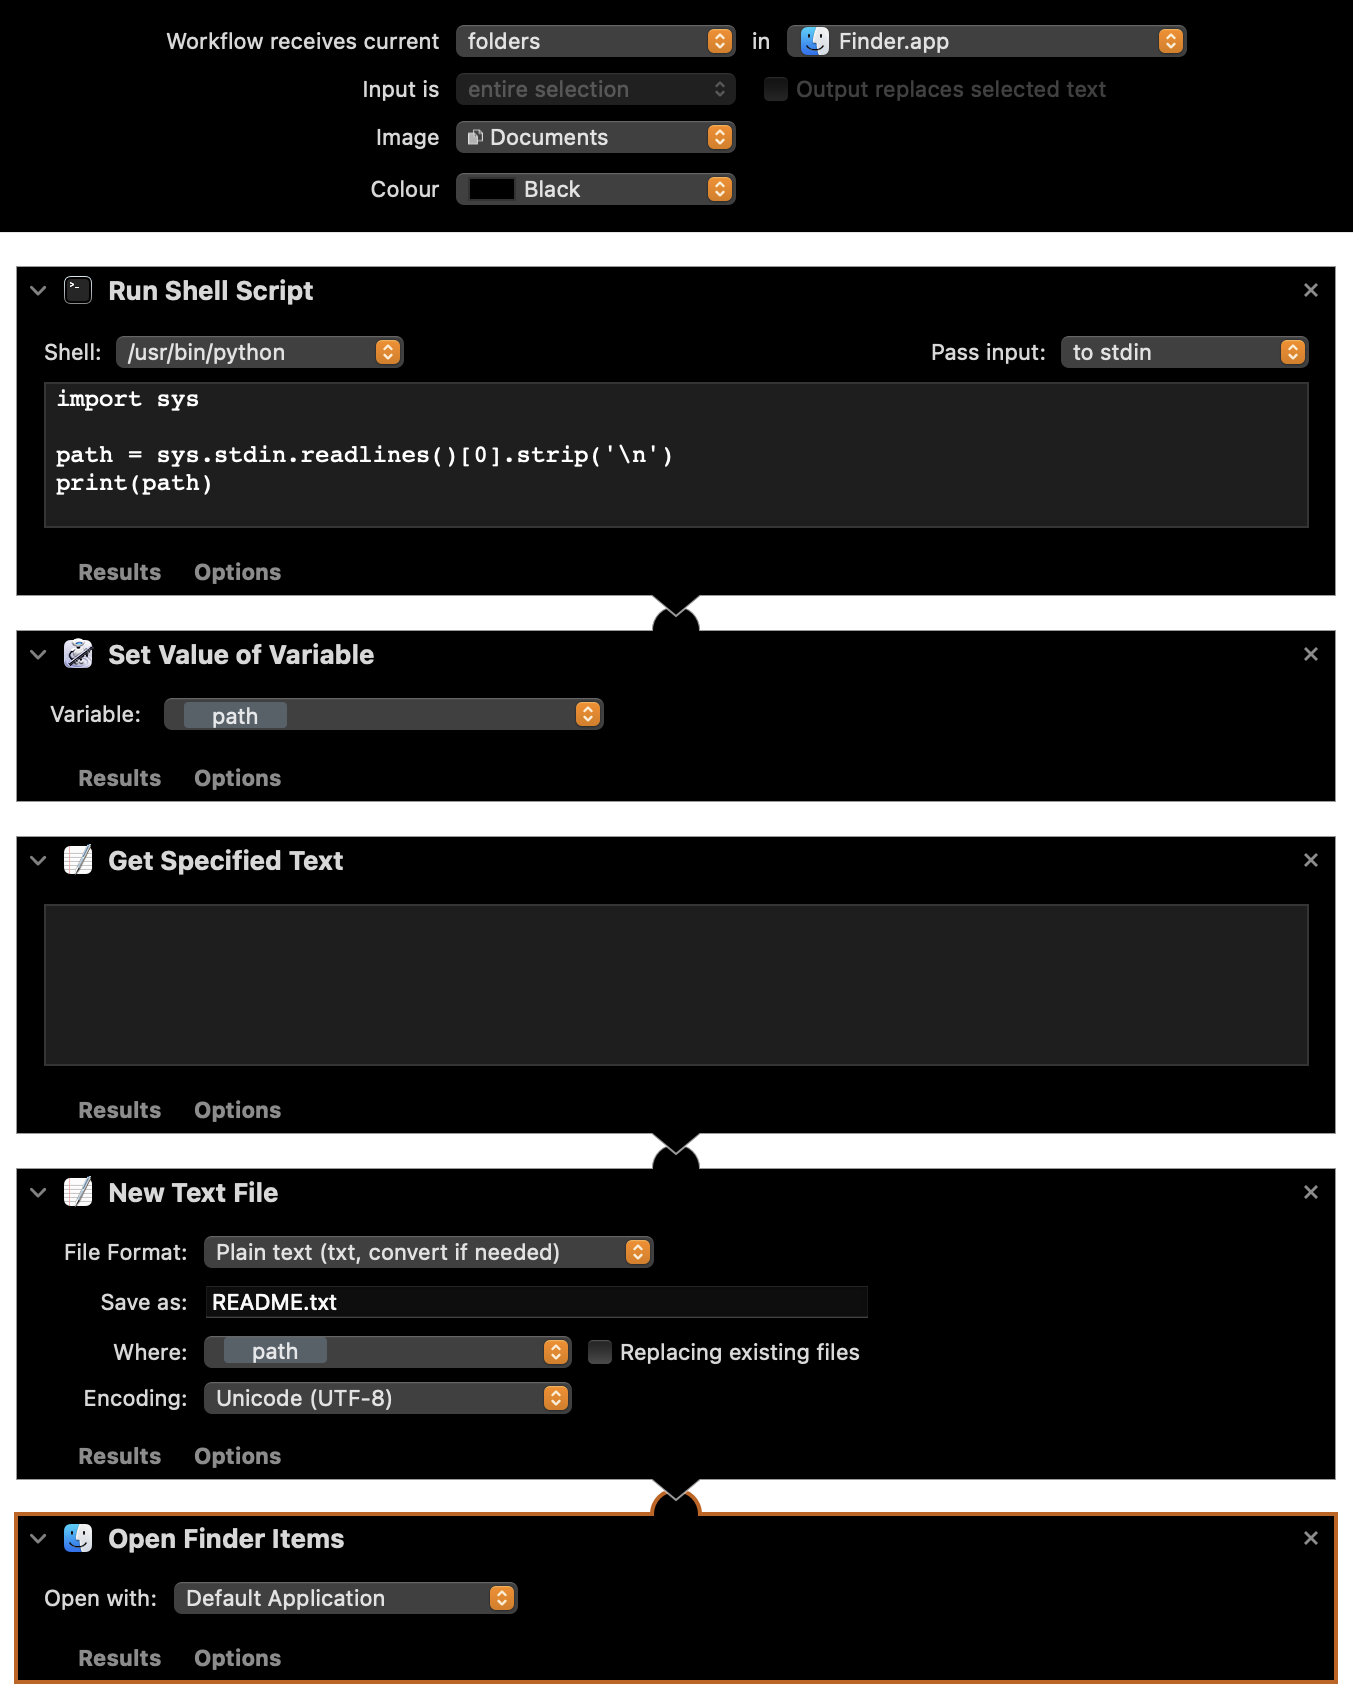 Workflow receives current folders in Finder.app
Input is entire selection Output replaces selected text
Image Documents
Colour Black
Run Shell Script
Shell: /usr/bin/python Pass input: to stdin
import sys
path = sys.stdin.readlines()[0].strip('\n')
print(path)
Results Options
Set Value of Variable
Variable: path
Results Options
Get Specified Text
Results Options
New Text File
File Format: Plain text (txt, convert if needed)
Save as: README.txt
Where: path Replacing existing files
Encoding: Unicode (UTF-8)
Results Options
Open Finder Items
Open with: Default Application
Results Options